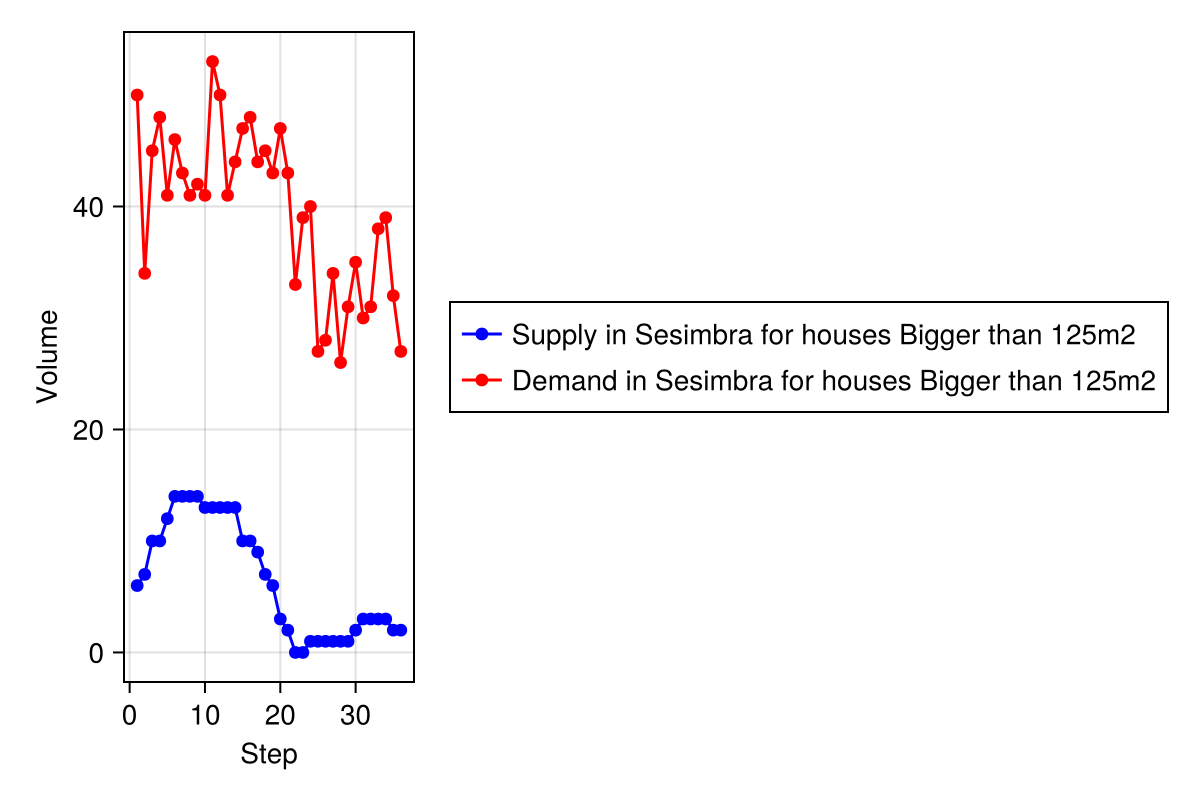 Volume
40
20
0
0 10 20 30
Step
Supply in Sesimbra for houses Bigger than 125m2
Demand in Sesimbra for houses Bigger than 125m2